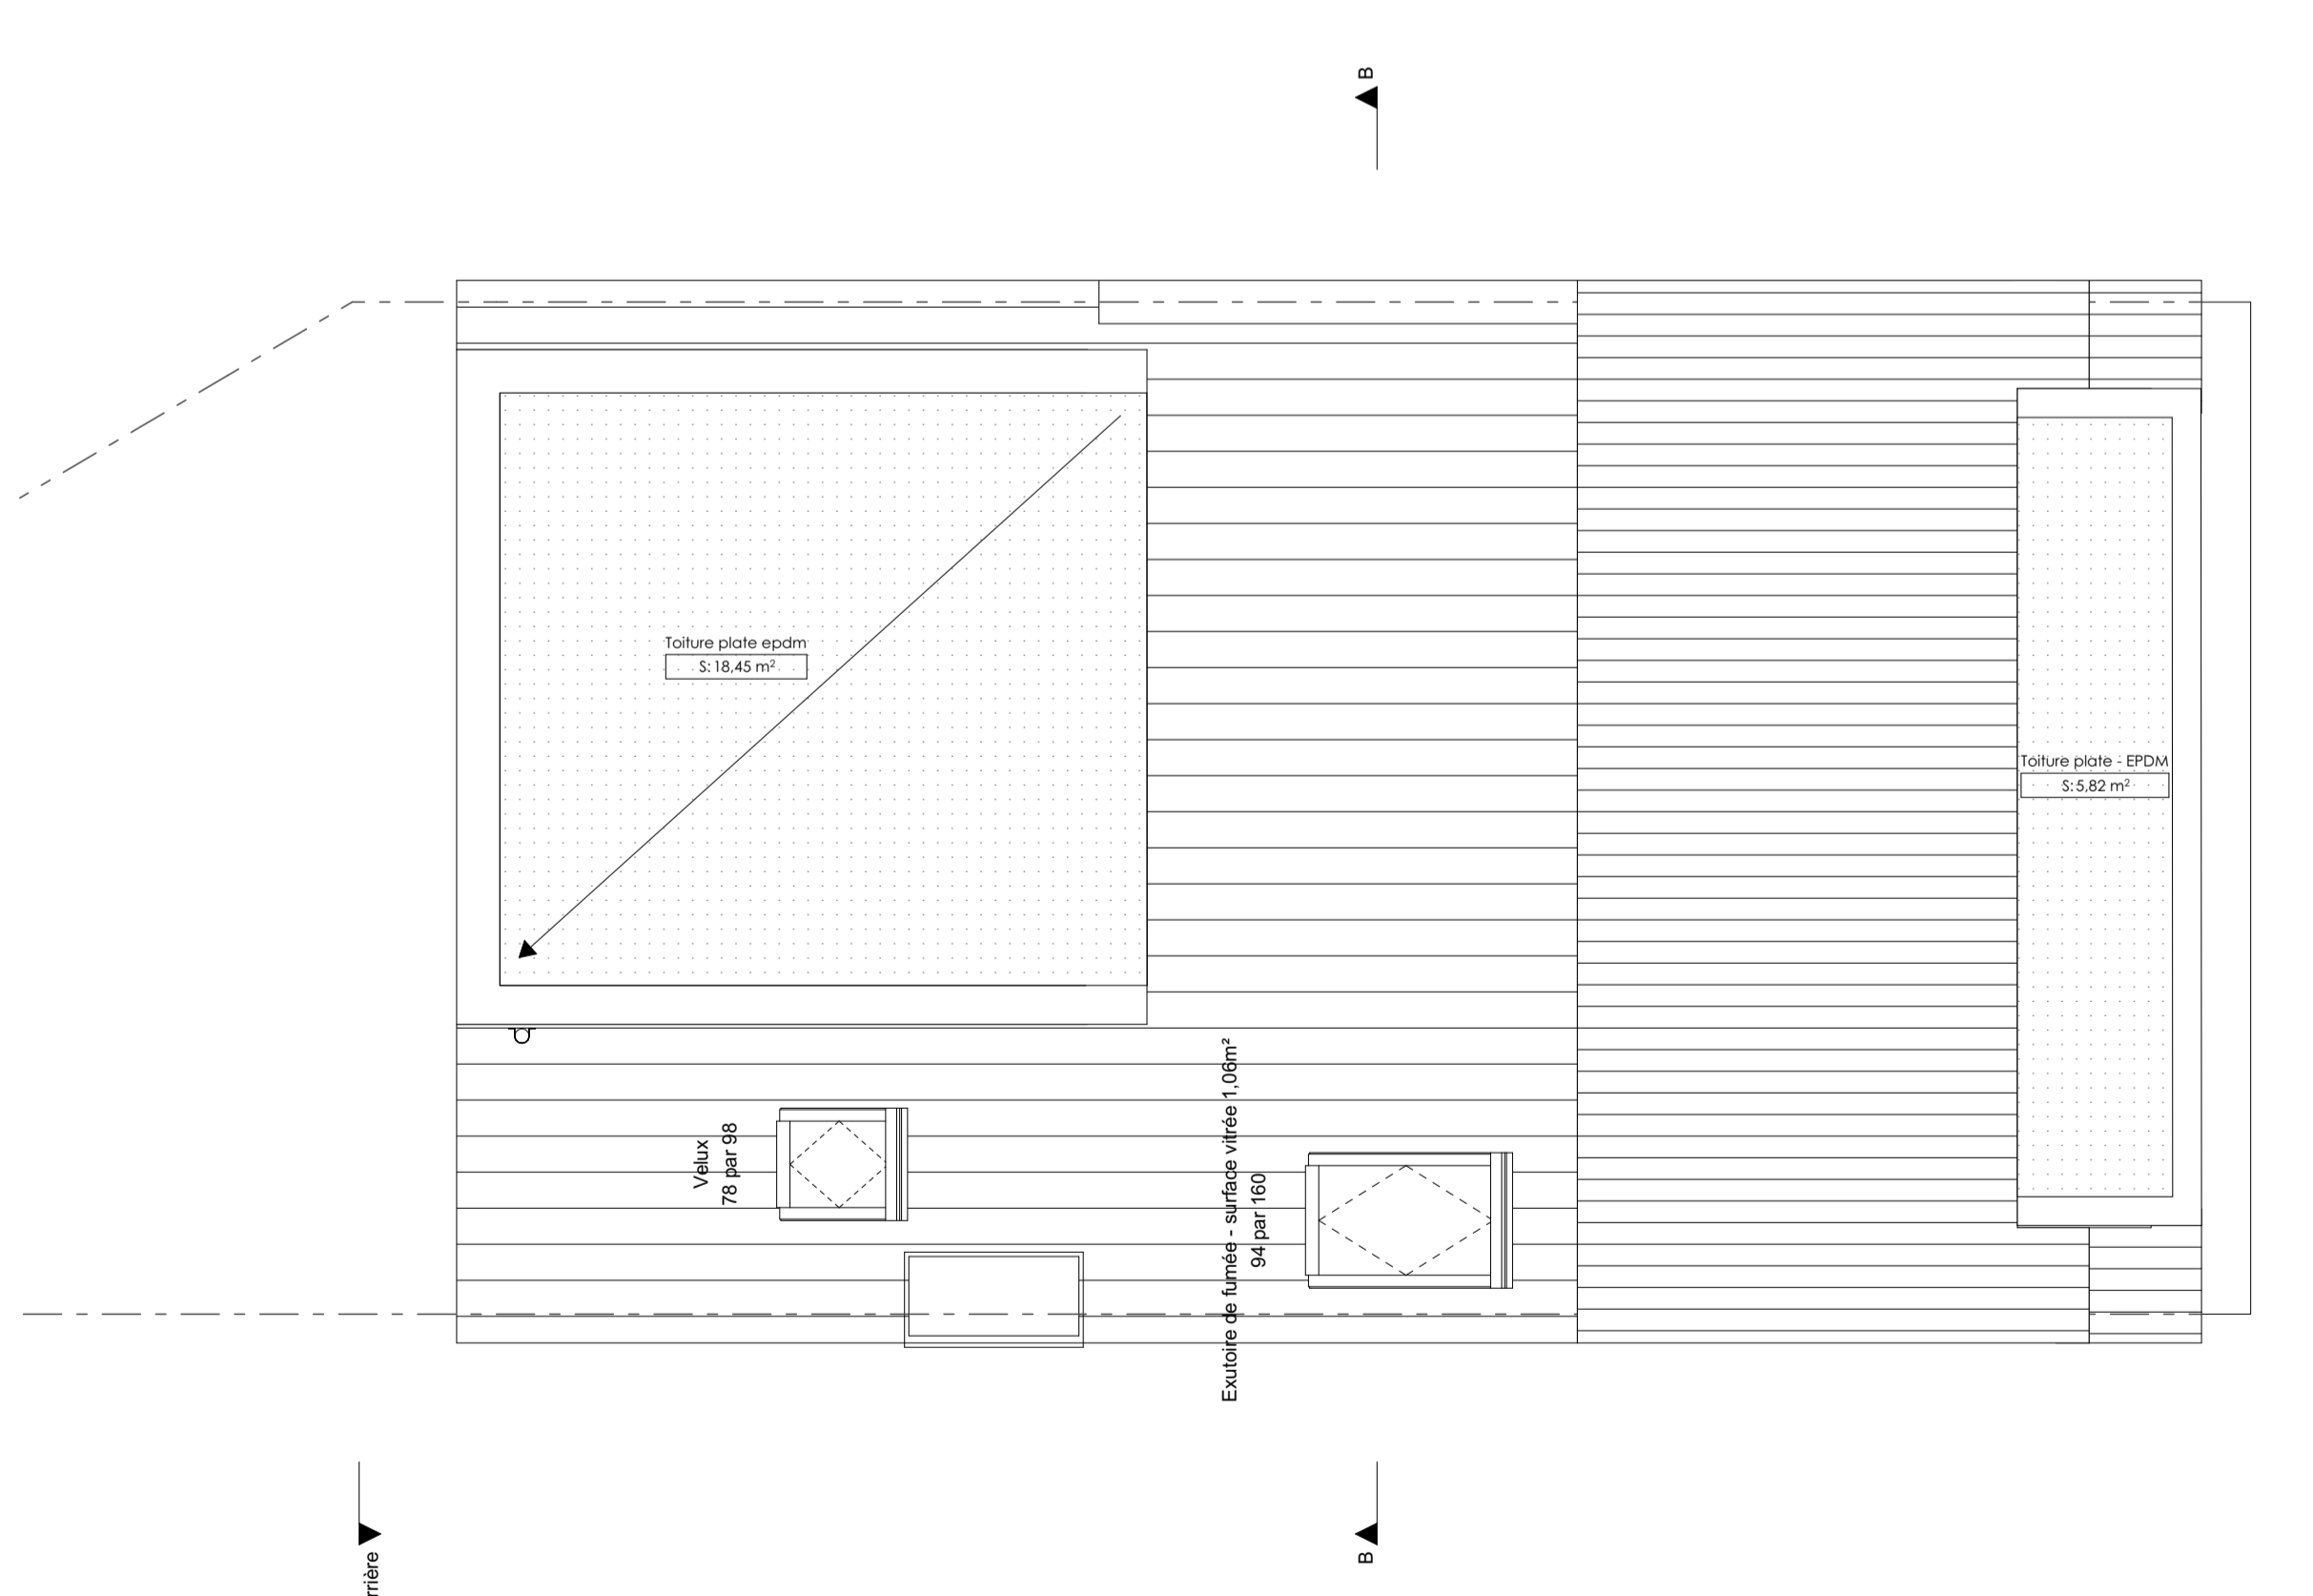 B
Toiture plate epdm
S: 18,45 m²
Toiture plate - EPDM
S: 5,82 m²
Velux
78 par 98
Exutoire de fumée - surface vitrée 1,06m²
94 par 160
rrière
B